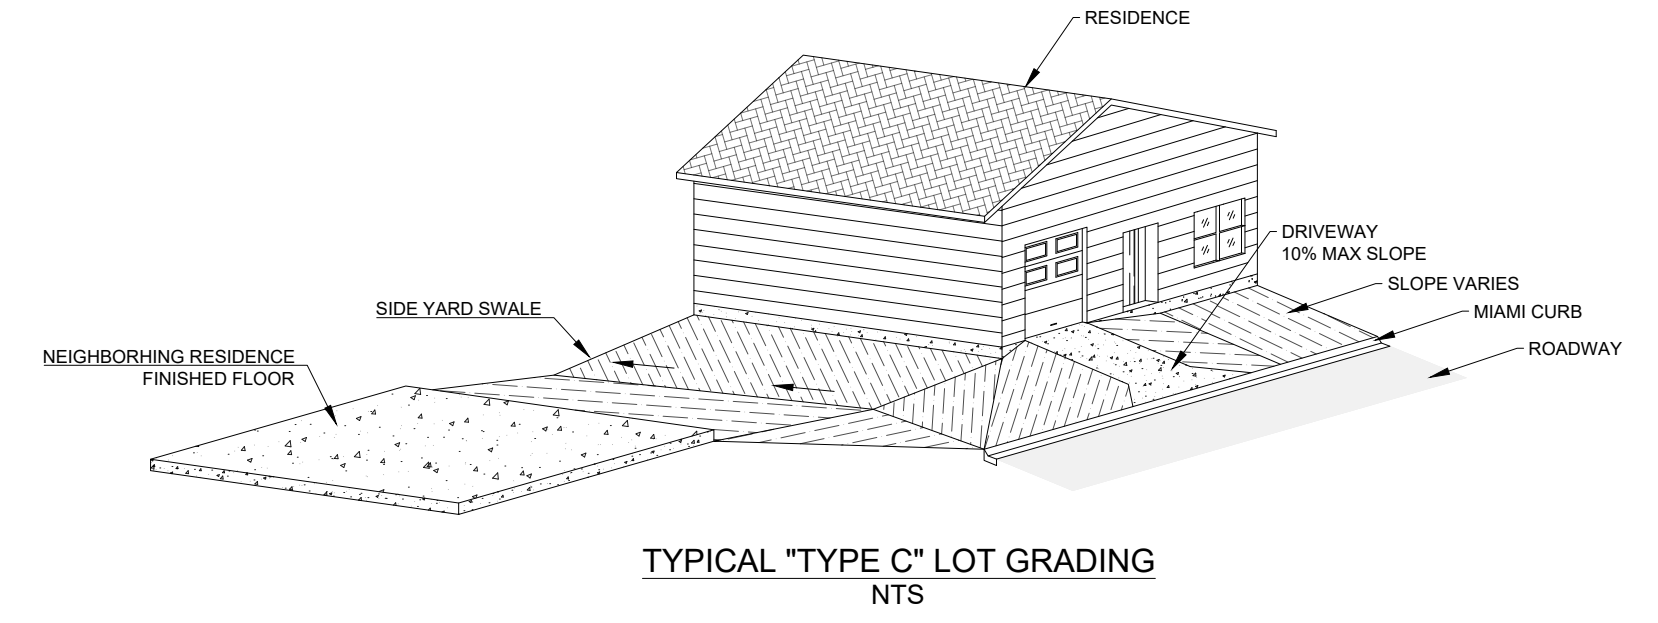 RESIDENCE
DRIVEWAY
10% MAX SLOPE
SLOPE VARIES
MIAMI CURB
ROADWAY
SIDE YARD SWALE
NEIGHBORHING RESIDENCE
FINISHED FLOOR
TYPICAL "TYPE C" LOT GRADING
NTS